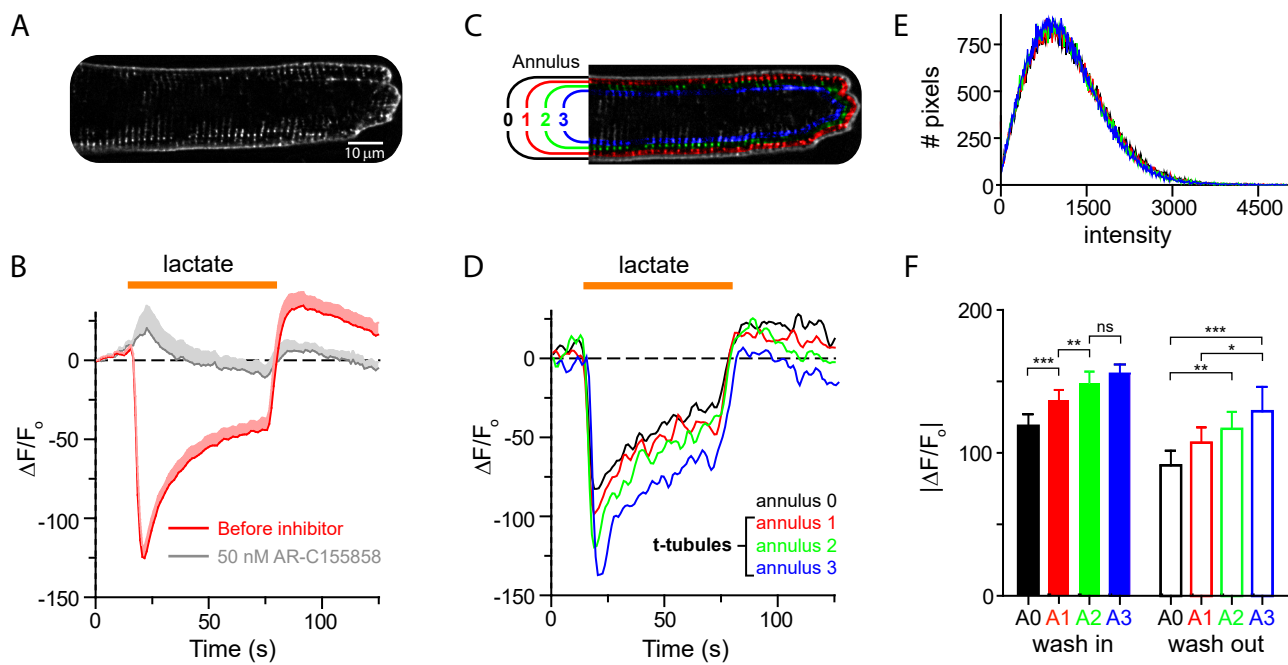 A
10 µm
B
lactate
ΔF/Fo
0
-50
-100
-150
Before inhibitor
50 nM AR-C155858
0
50
100
Time (s)
C
Annulus
0 1 2 3
D
lactate
ΔF/Fo
0
-50
-100
-150
annulus 0
t-tubules
annulus 1
annulus 2
annulus 3
0
50
100
Time (s)
E
# pixels
750
500
250
0
0 1500 3000 4500
intensity
F
|ΔF/Fo|
200
100
0
*** ** ns
***
*
**
A0 A1 A2 A3 A0 A1 A2 A3
wash in wash out